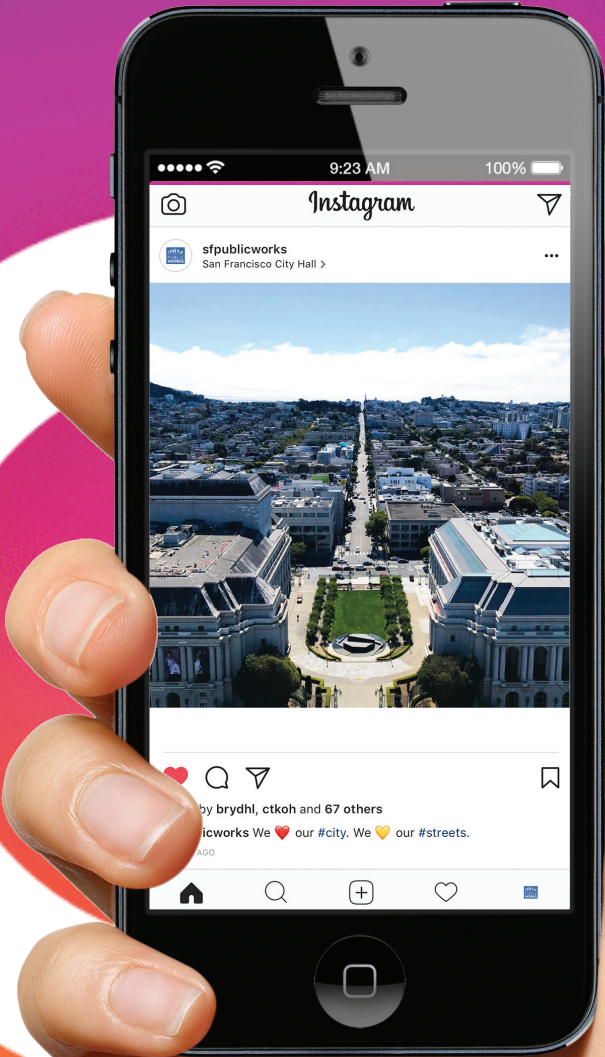 9:23 AM 100%
Instagram
sfpublicworks
San Francisco City Hall >
by brydhl, ctkoh and 67 others
icworks We ❤️ our #city. We 💛 our #streets.
AGO